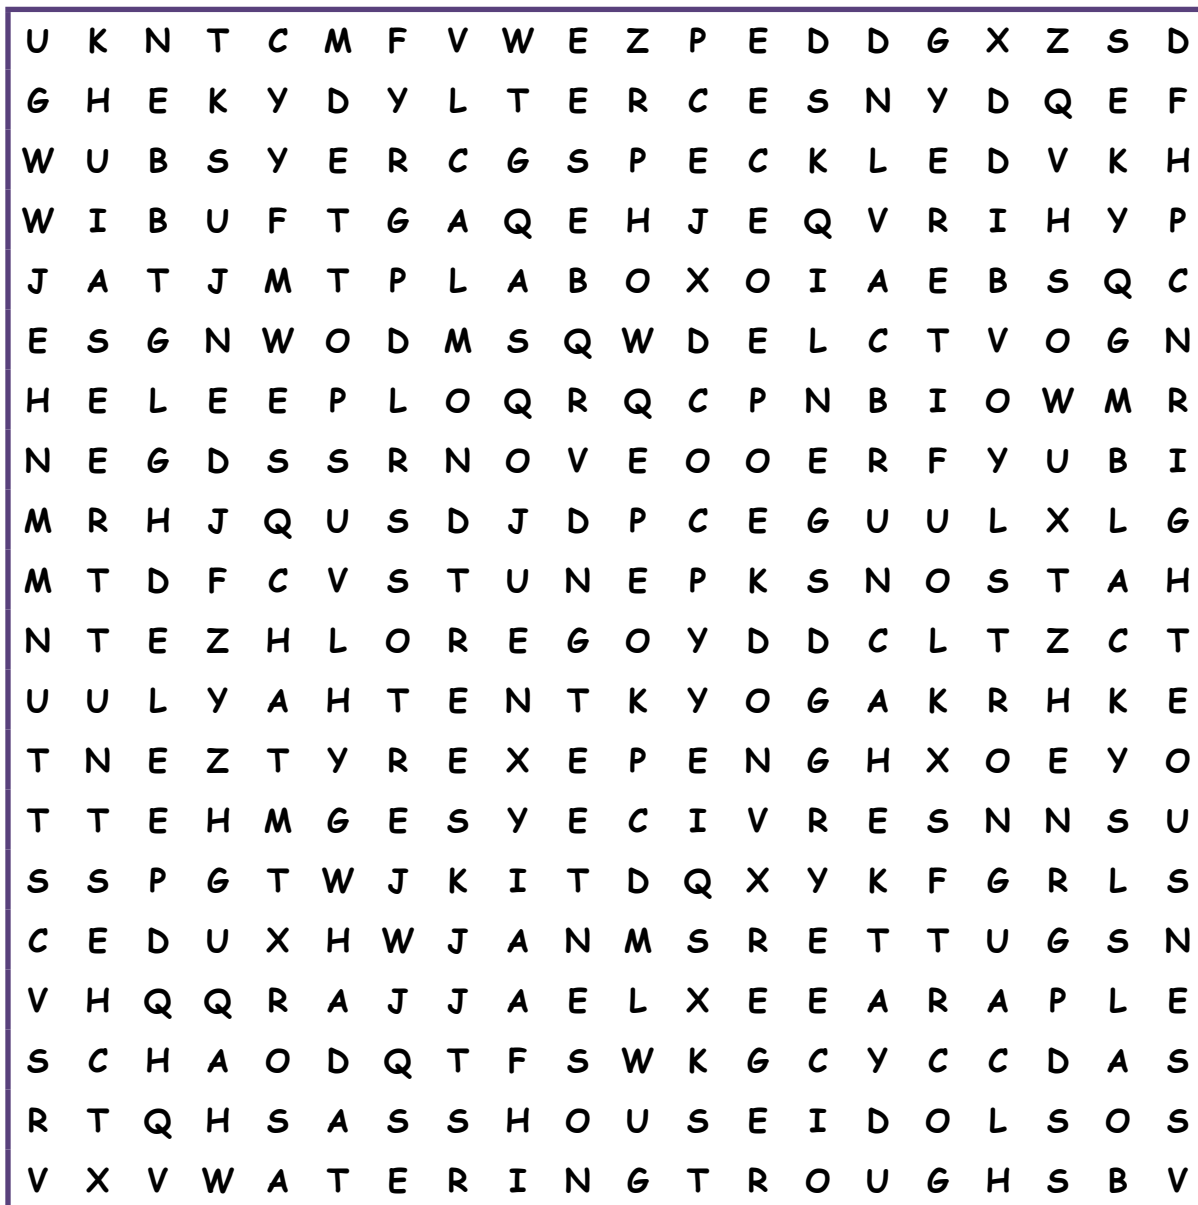 U K N T C M F V W E Z P E D D G X Z S D
G H E K Y D Y L T E R C E S N Y D Q E F
W U B S Y E R C G S P E C K L E D V K H
W I B U F T G A Q E H J E Q V R I H Y P
J A T J M T P L A B O X O I A E B S Q C
E S G N W O D M S Q W D E L C T V O G N
H E L E E P L O Q R Q C P N B I O W M R
N E G D S S R N O V E O O E R F Y U B I
M R H J Q U S D J D P C E G U U L X L G
M T D F C V S T U N E P K S N O S T A H
N T E Z H L O R E G O Y D D C L T Z C T
U U L Y A H T E N T K Y O G A K R H K E
T N E Z T Y R E X E P E N G H X O E Y O
T T E H M G E S Y E C I V R E S N N S U
S S P G T W J K I T D Q X Y K F G R L S
C E D U X H W J A N M S R E T T U G S N
V H Q Q R A J J A E L X E E A R A P L E
S C H A O D Q T F S W K G C Y C C D A S
R T Q H S A S S H O U S E I D O L S O S
V X V W A T E R I N G T R O U G H S B V